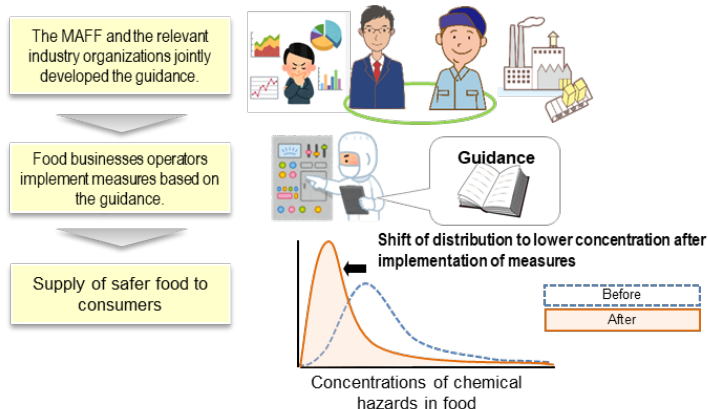 The MAFF and the relevant
industry organizations jointly
developed the guidance.
Food businesses operators
implement measures based on
the guidance.
Guidance
Supply of safer food to
consumers
Shift of distribution to lower concentration after
implementation of measures
Before
After
Concentrations of chemical
hazards in food